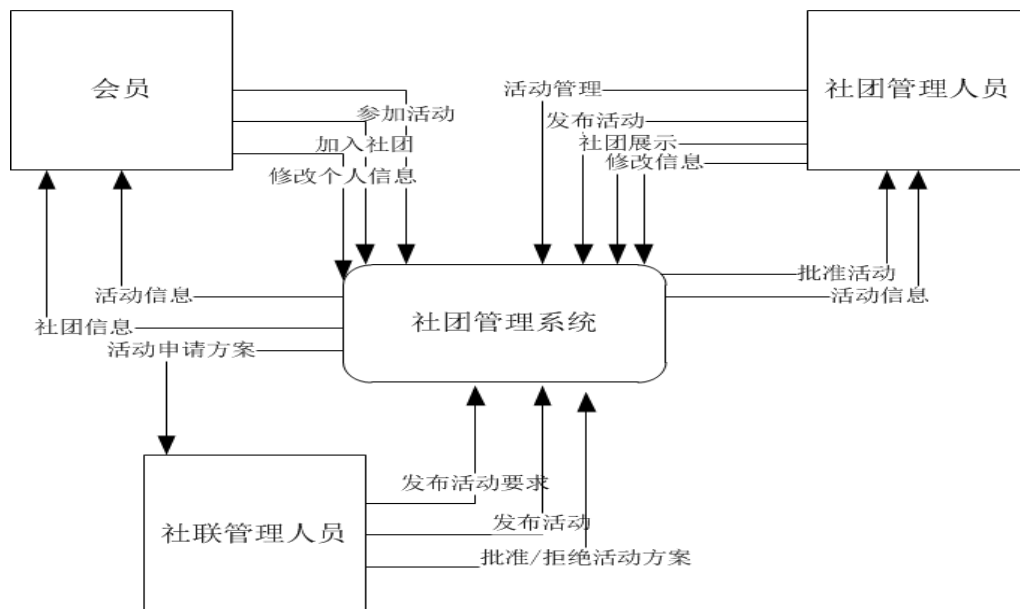 会员
社团管理人员
活动管理
参加活动
发布活动
加入社团
社团展示
修改个人信息
修改信息
批准活动
活动信息
活动信息
社团管理系统
社团信息
活动申请方案
发布活动要求
社联管理人员
发布活动
批准/拒绝活动方案